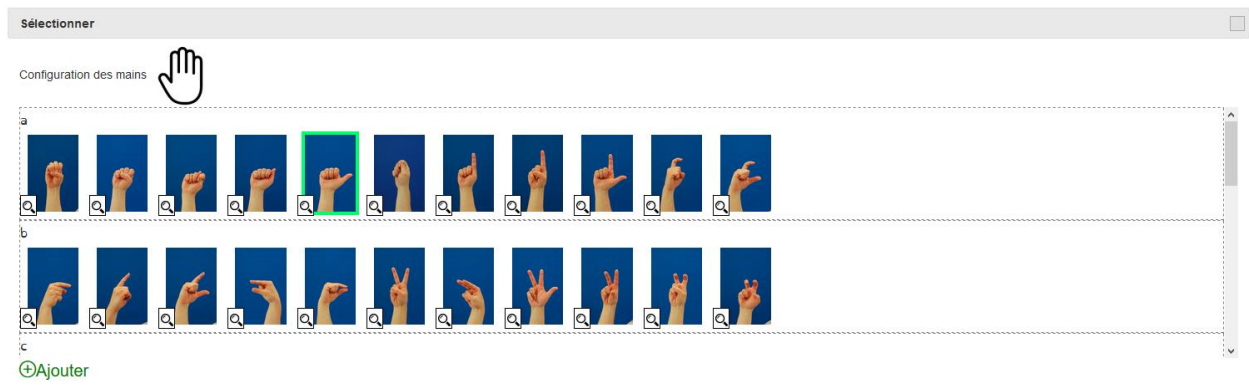 Sélectionner
Configuration des mains
a
b
c
Ajouter